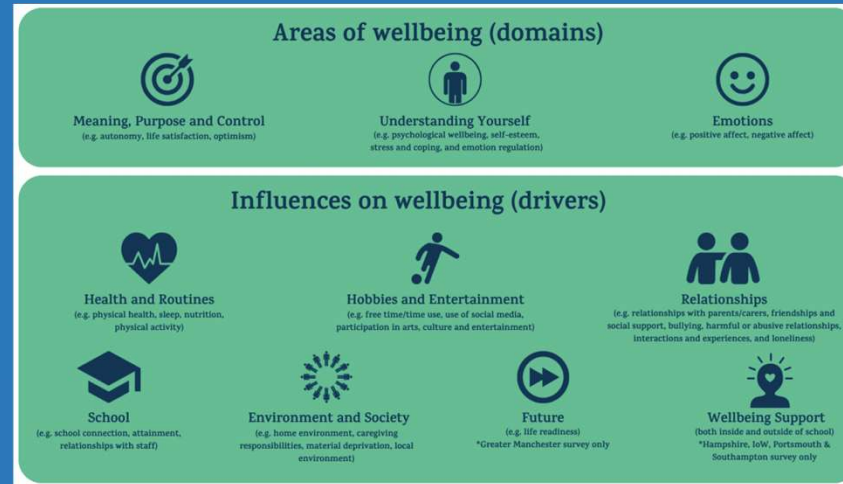 Areas of wellbeing (domains)
Meaning, Purpose and Control
(e.g. autonomy, life satisfaction, optimism)
Understanding Yourself
(e.g. psychological wellbeing, self-esteem,
stress and coping, and emotion regulation)
Emotions
(e.g. positive affect, negative affect)
Influences on wellbeing (drivers)
Health and Routines
(e.g. physical health, sleep, nutrition,
physical activity)
Hobbies and Entertainment
(e.g. free time/time use, use of social media,
participation in arts, culture and entertainment)
Relationships
(e.g. relationships with parents/carers, friendships and
social support, bullying, harmful or abusive relationships,
interactions and experiences, and loneliness)
School
(e.g. school connection, attainment,
relationships with staff)
Environment and Society
(e.g. home environment, caregiving
responsibilities, material deprivation, local
environment)
Future
(e.g. life readiness)
*Greater Manchester survey only
Wellbeing Support
(both inside and outside of school)
*Hampshire, IoW, Portsmouth &
Southampton survey only